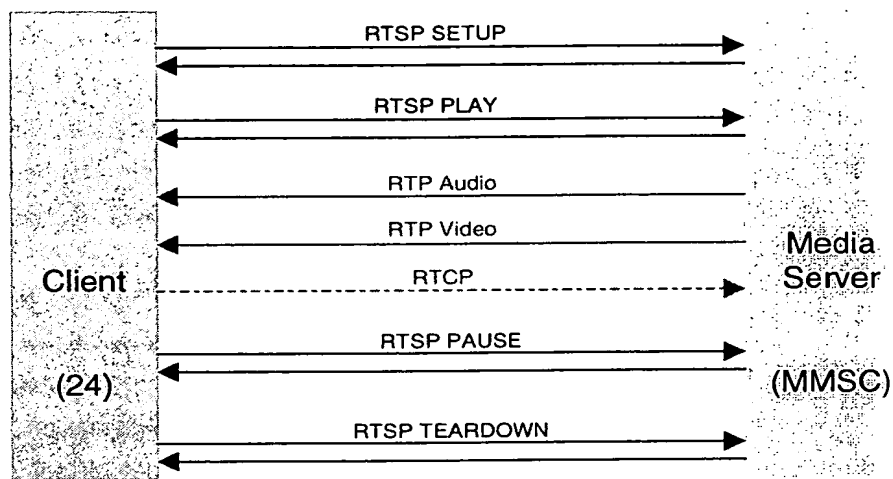 RTSP SETUP
RTSP PLAY
RTP Audio
RTP Video
RTCP
RTSP PAUSE
RTSP TEARDOWN
Client
(24)
Media
Server
(MMSC)